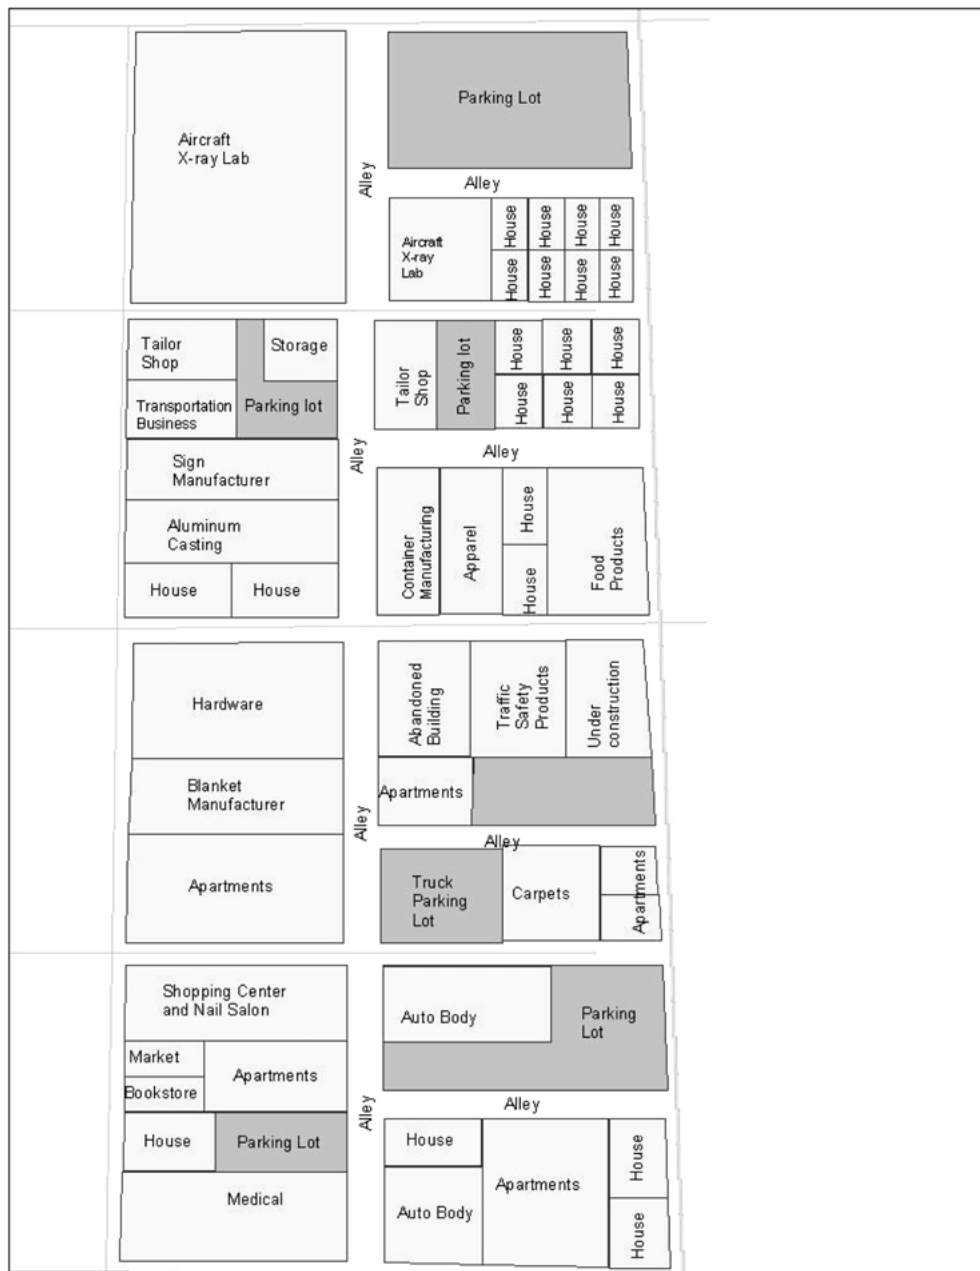 Parking Lot
Aircraft
X-ray Lab
Alley
Alley
Aircraft
X-ray
Lab
House
House
House
House
House
House
House
House
Tailor
Shop
Storage
Transportation
Business
Parking lot
Tailor
Shop
Parking lot
House
House
House
House
House
House
Alley
Alley
Sign
Manufacturer
Aluminum
Casting
House
House
Container
Manufacturing
Apparel
House
House
Food
Products
Hardware
Blanket
Manufacturer
Apartments
Abandoned
Building
Traffic
Safety
Products
Under
construction
Apartments
Alley
Alley
Truck
Parking
Lot
Carpets
Apartments
Shopping Center
and Nail Salon
Market
Bookstore
Apartments
House
Parking Lot
Medical
Auto Body
Parking
Lot
Alley
Alley
House
Auto Body
Apartments
House
House